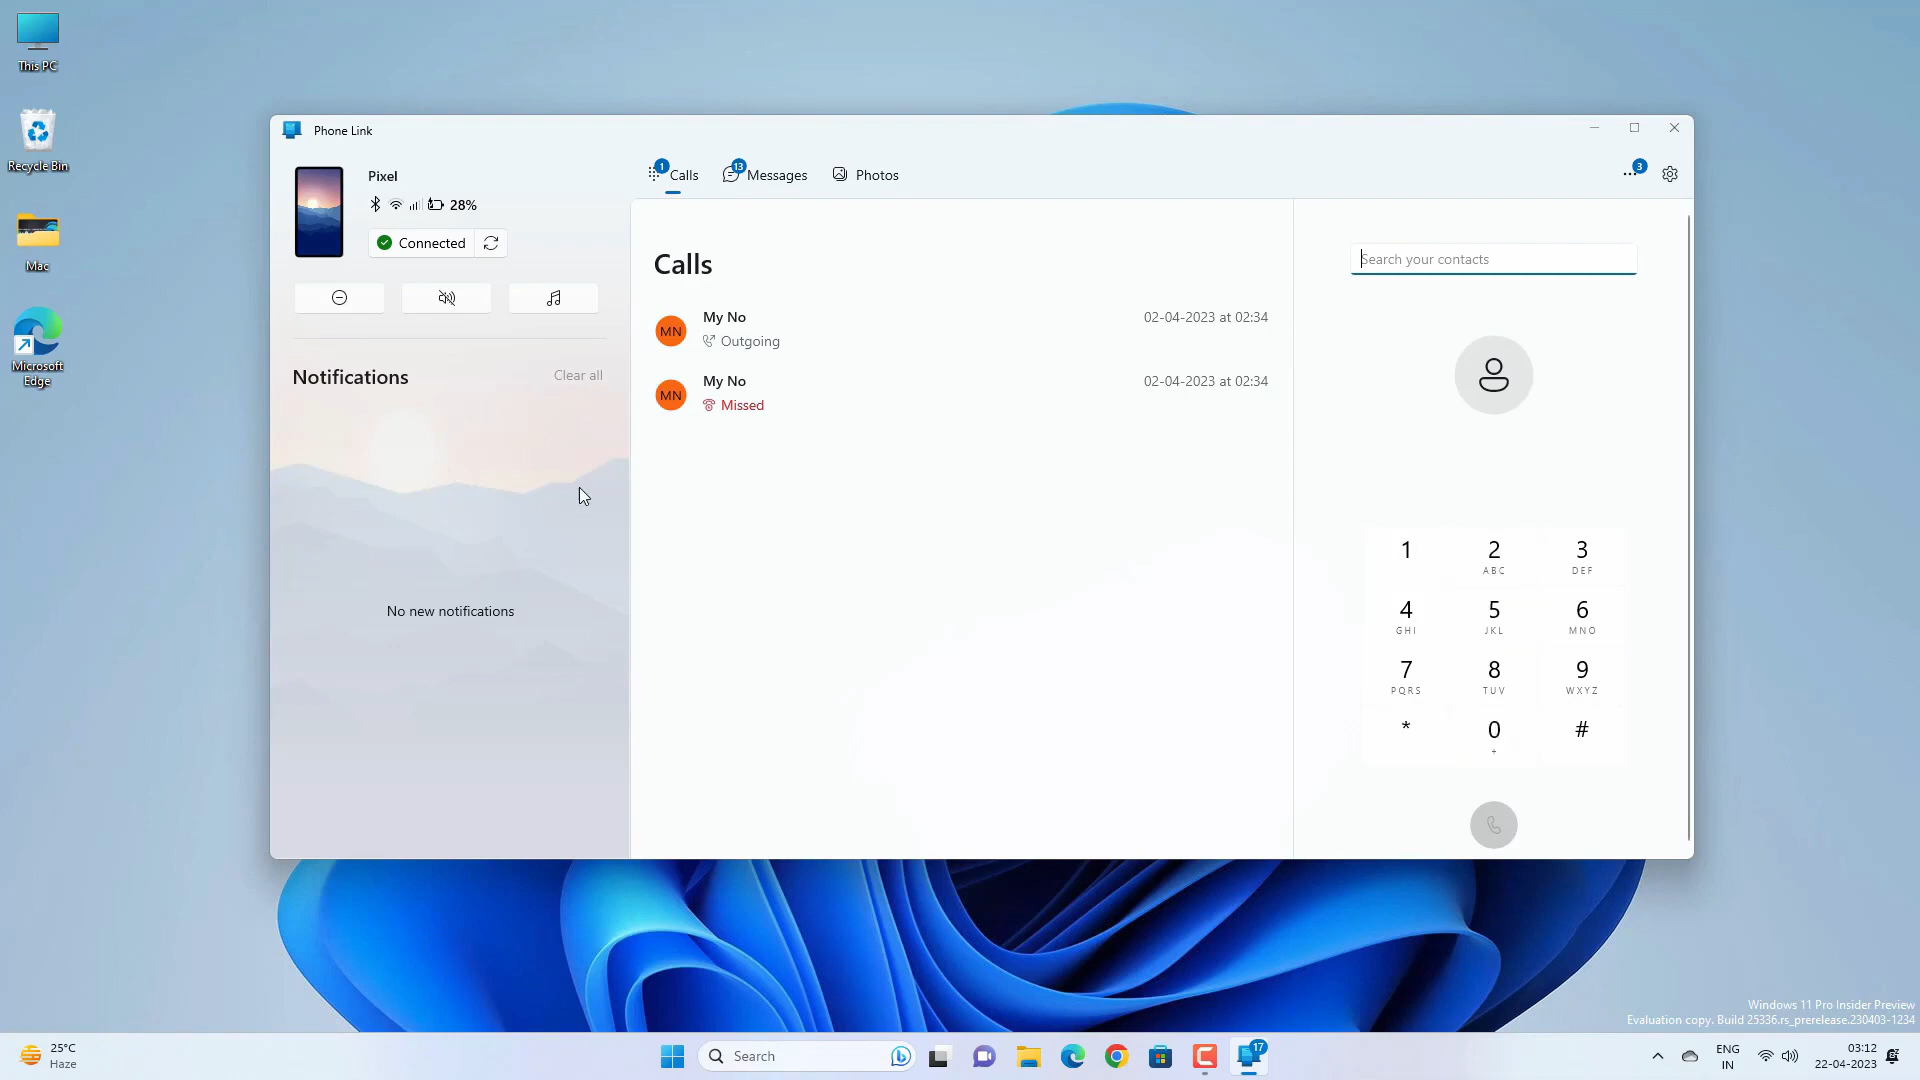 This PC
Recycle Bin
Mac
Microsoft
Edge
Phone Link
Pixel
28%
Connected
Notifications
Clear all
No new notifications
1
Calls
13
Messages
Photos
3
Calls
MN
My No
Outgoing
02-04-2023 at 02:34
MN
My No
Missed
02-04-2023 at 02:34
Search your contacts
1
2
ABC
3
DEF
4
GHI
5
JKL
6
MNO
7
PQRS
8
TUV
9
WXYZ
*
0
+
#
Windows 11 Pro Insider Preview
Evaluation copy. Build 25336.rs_prerelease.230403-1234
25°C
Haze
Search
17
ENG
IN
03:12
22-04-2023